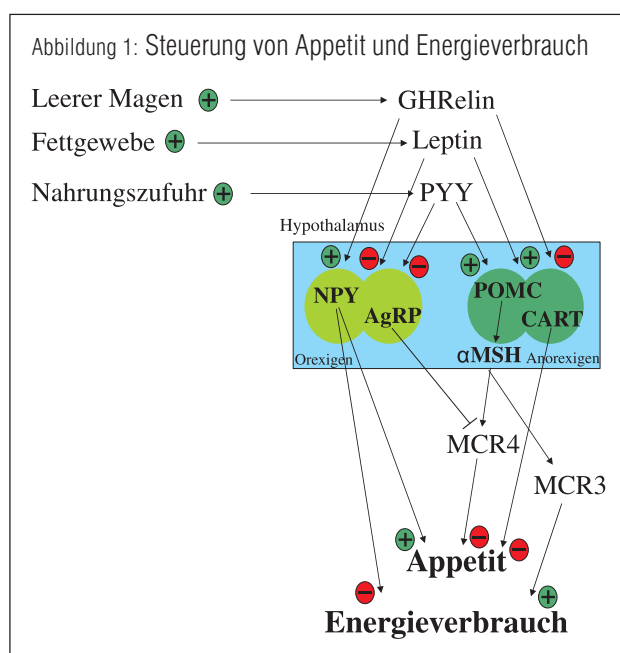 Abbildung 1: Steuerung von Appetit und Energieverbrauch
Leerer Magen + GHRelin
Fettgewebe + Leptin
Nahrungszufuhr + PYY
Hypothalamus
+ − − + + −
NPY AgRP POMC CART
Orexigen αMSH Anorexigen
MCR4
MCR3
+ − −
Appetit
− +
Energieverbrauch